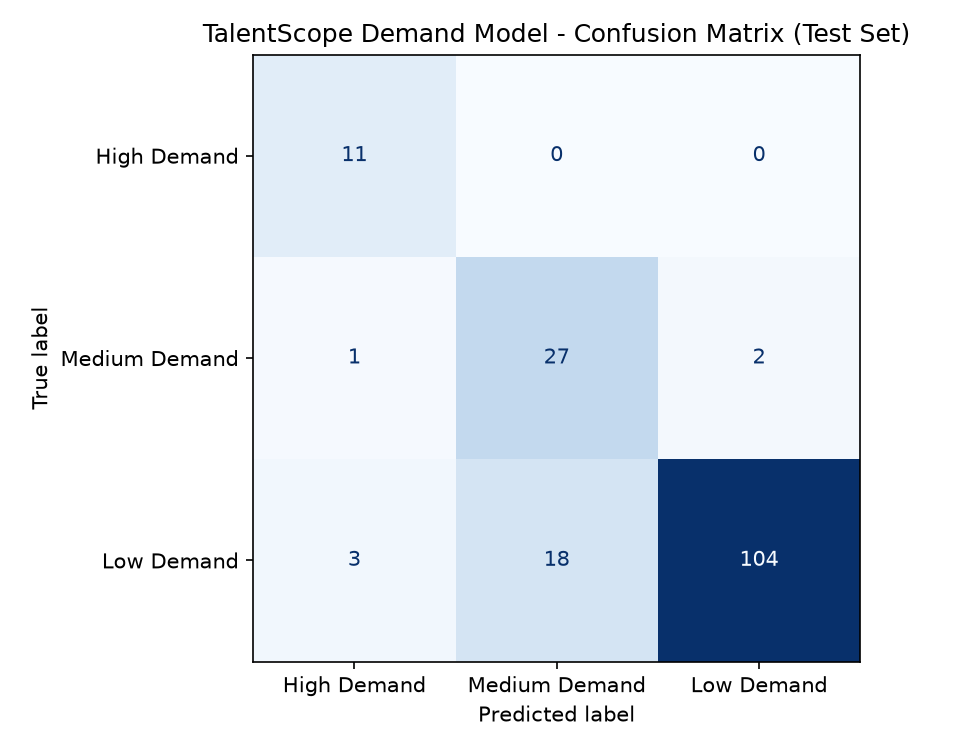 TalentScope Demand Model - Confusion Matrix (Test Set)
True label
High Demand
11
0
0
Medium Demand
1
27
2
Low Demand
3
18
104
High Demand
Medium Demand
Low Demand
Predicted label